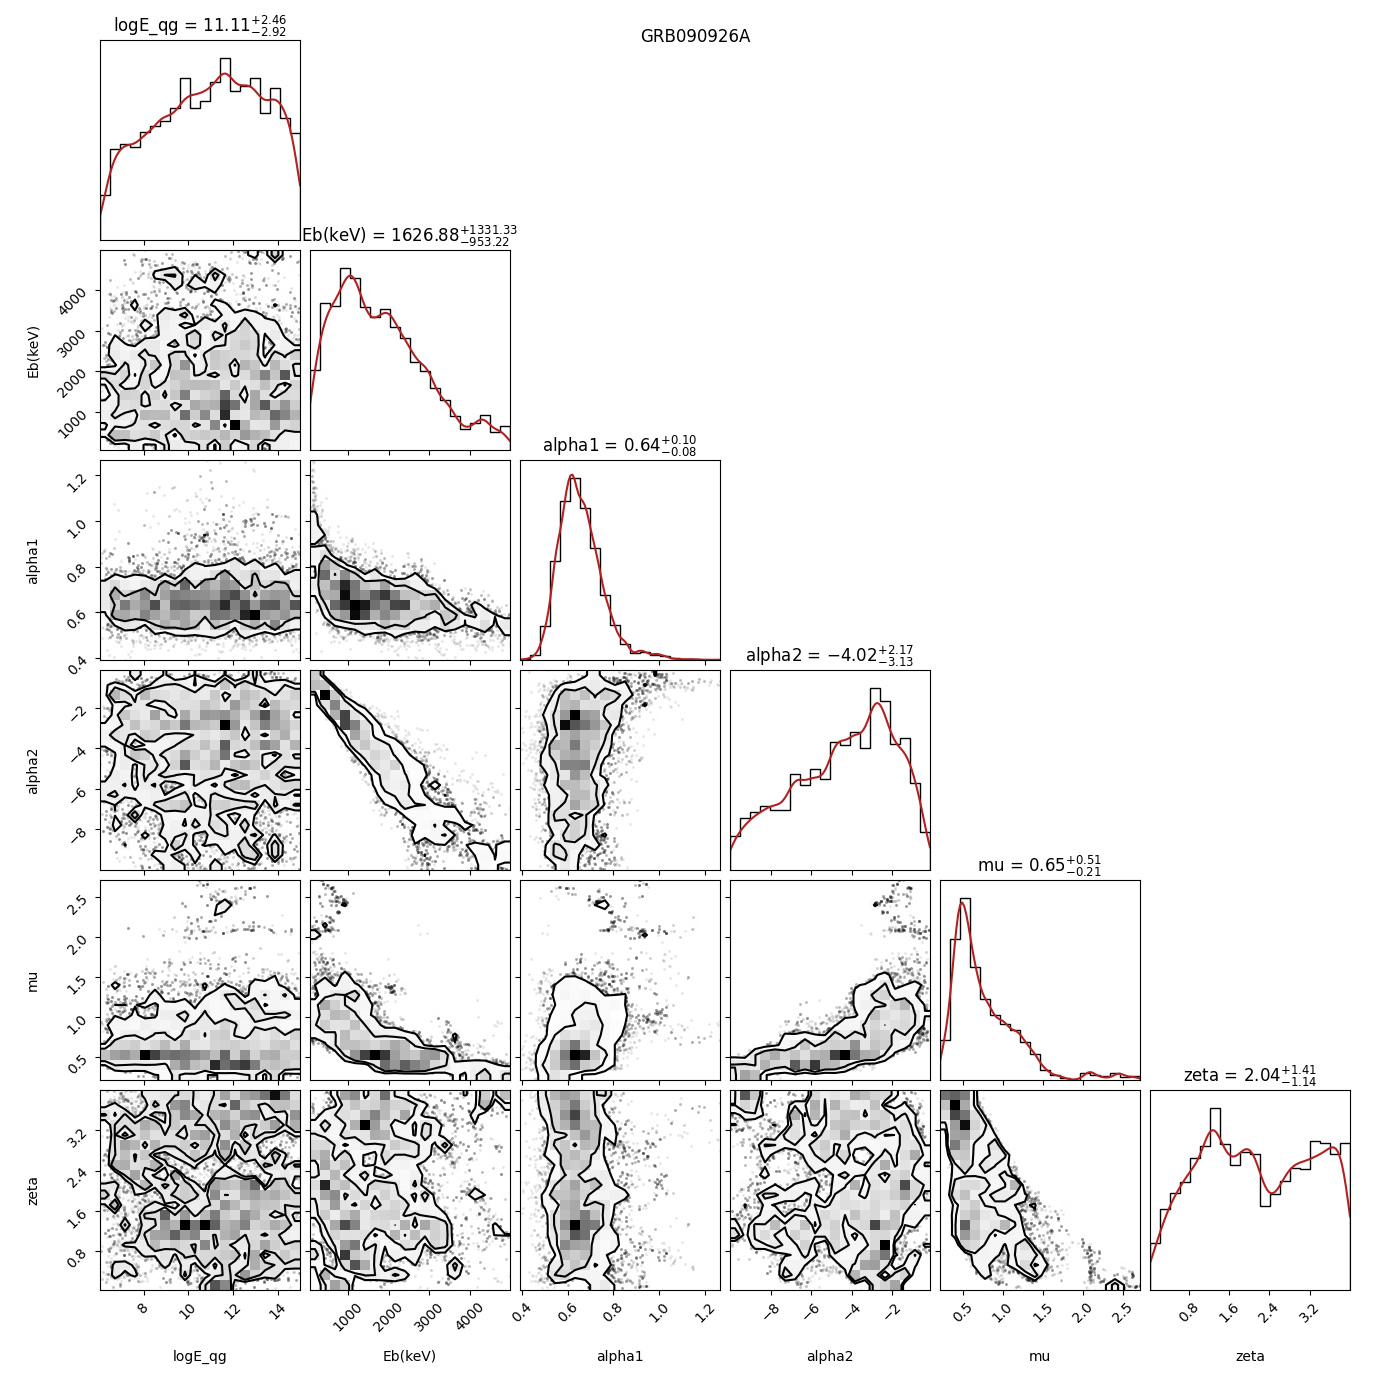 GRB090926A
logE_qg = 11.11+2.46−2.92
Eb(keV) = 1626.88+1331.33−953.22
Eb(keV)
4000
3000
2000
1000
alpha1 = 0.64+0.10−0.08
alpha1
1.2
1.0
0.8
0.6
0.4
alpha2 = −4.02+2.17−3.13
alpha2
−2
−4
−6
−8
mu = 0.65+0.51−0.21
mu
2.5
2.0
1.5
1.0
0.5
zeta = 2.04+1.41−1.14
zeta
3.2
2.4
1.6
0.8
8 10 12 14
1000 2000 3000 4000
0.4 0.6 0.8 1.0 1.2
−8 −6 −4 −2
0.5 1.0 1.5 2.0 2.5
0.8 1.6 2.4 3.2
logE_qg Eb(keV) alpha1 alpha2 mu zeta